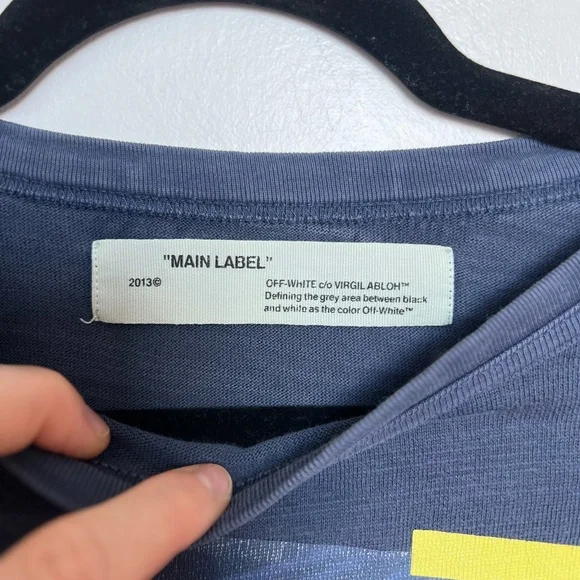 "MAIN LABEL"
2013©
OFF-WHITE c/o VIRGIL ABLOH™
Defining the grey area between black
and white as the color Off-White™